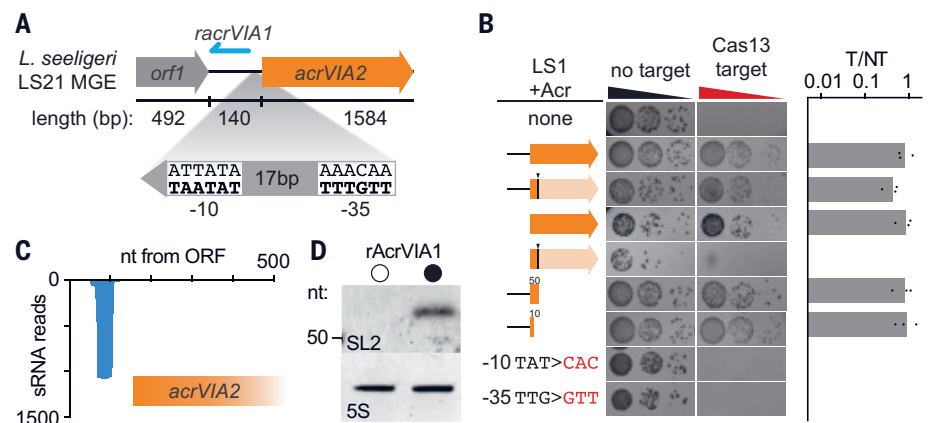 A
racrVIA1
L. seeligeri
LS21 MGE
orf1
acrVIA2
length (bp): 492 140 1584
ATTATA 17bp AAACAA
TAATAT TTTGTT
-10 -35
B
LS1
+Acr
no target
Cas13
target
T/NT
0.01 0.1 1
none
50
10
-10 TAT>CAC
-35 TTG>GTT
C
nt from ORF
500
0
sRNA reads
1500
acrVIA2
D
rAcrVIA1
nt:
50
SL2
5S